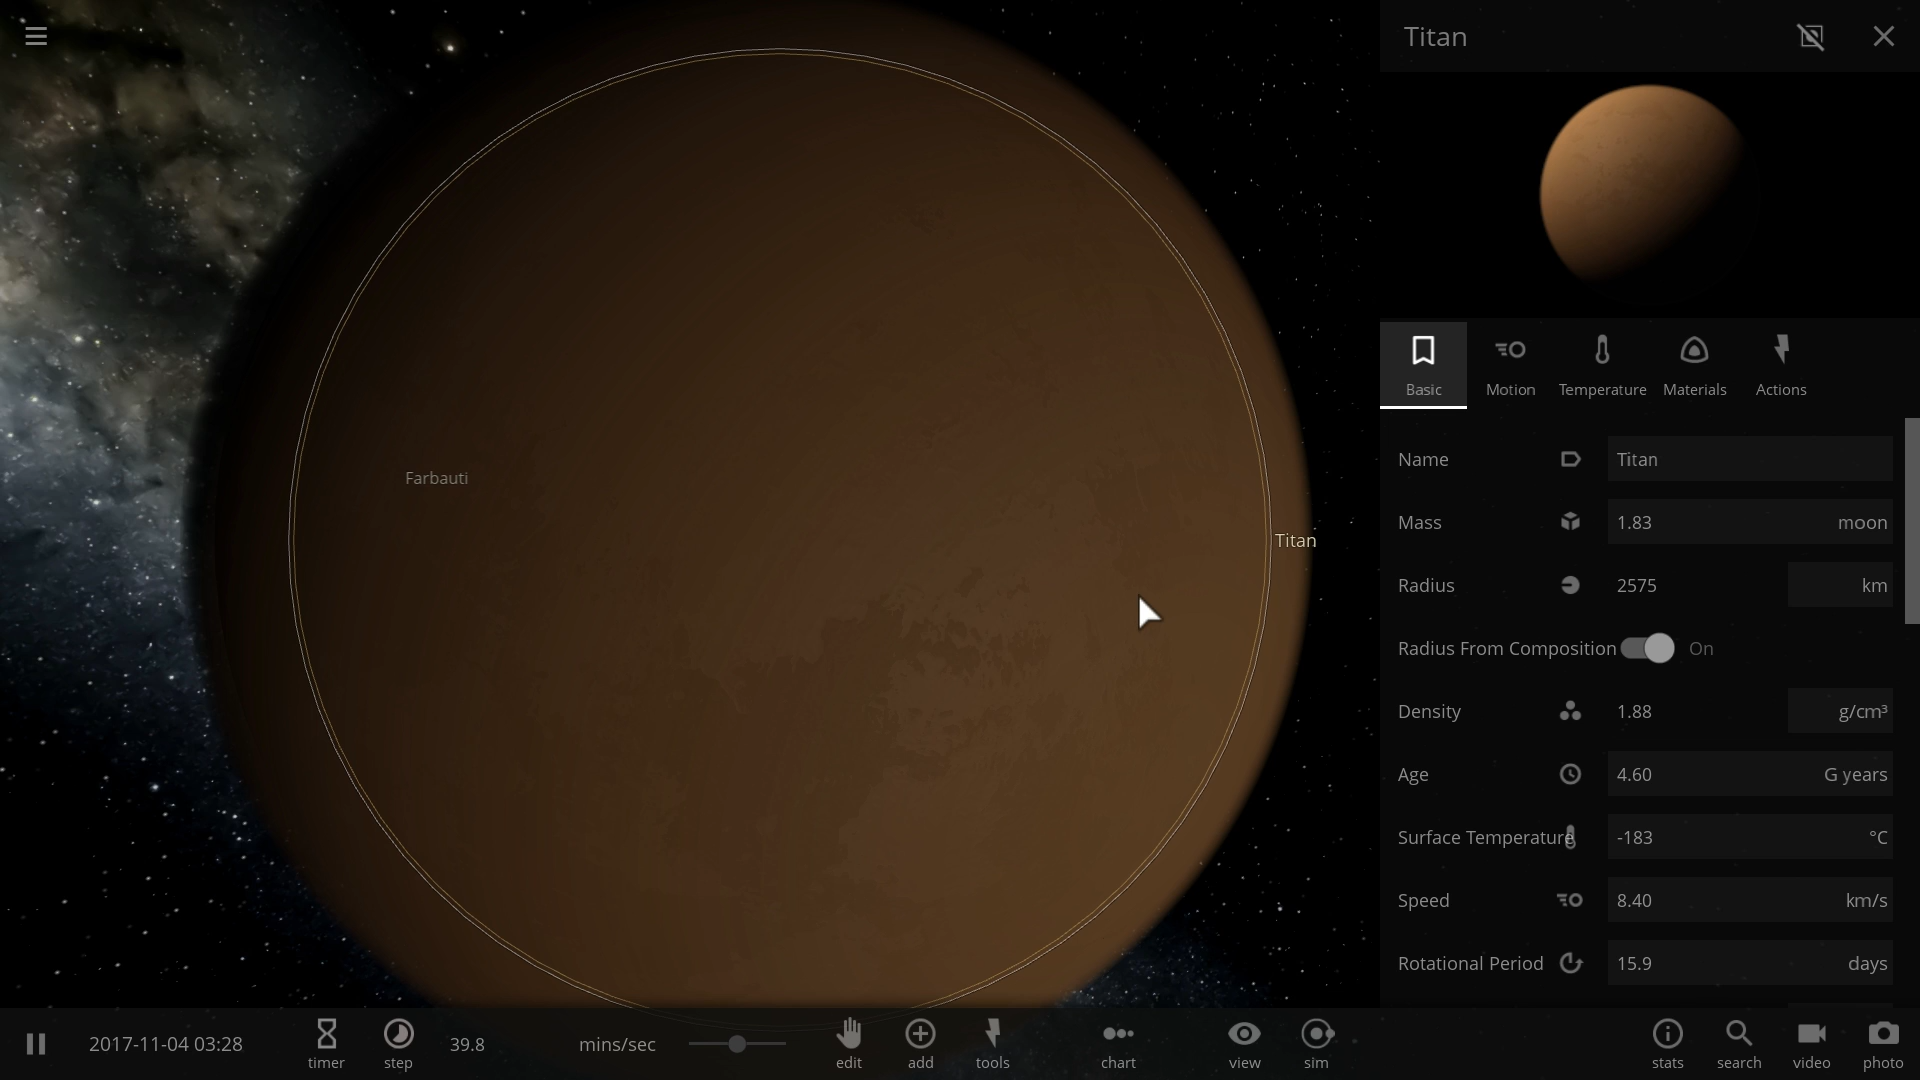 Titan
Farbauti
Titan
Basic
Motion
Temperature
Materials
Actions
Name Titan
Mass 1.83 moon
Radius 2575 km
Radius From Composition On
Density 1.88 g/cm³
Age 4.60 G years
Surface Temperature -183 °C
Speed 8.40 km/s
Rotational Period 15.9 days
2017-11-04 03:28
timer
step
39.8 mins/sec
edit
add
tools
chart
view
sim
stats
search
video
photo